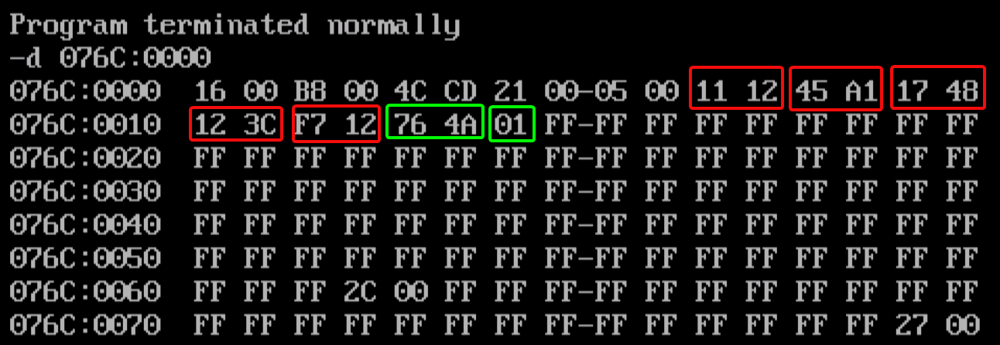 Program terminated normally
-d 076C:0000
076C:0000 16 00 B8 00 4C CD 21 00-05 00 11 12 45 A1 17 48
076C:0010 12 3C F7 12 76 4A 01 FF-FF FF FF FF FF FF FF FF
076C:0020 FF FF FF FF FF FF FF FF-FF FF FF FF FF FF FF FF
076C:0030 FF FF FF FF FF FF FF FF-FF FF FF FF FF FF FF FF
076C:0040 FF FF FF FF FF FF FF FF-FF FF FF FF FF FF FF FF
076C:0050 FF FF FF FF FF FF FF FF-FF FF FF FF FF FF FF FF
076C:0060 FF FF FF 2C 00 FF FF FF-FF FF FF FF FF FF FF FF
076C:0070 FF FF FF FF FF FF FF FF-FF FF FF FF FF FF 27 00